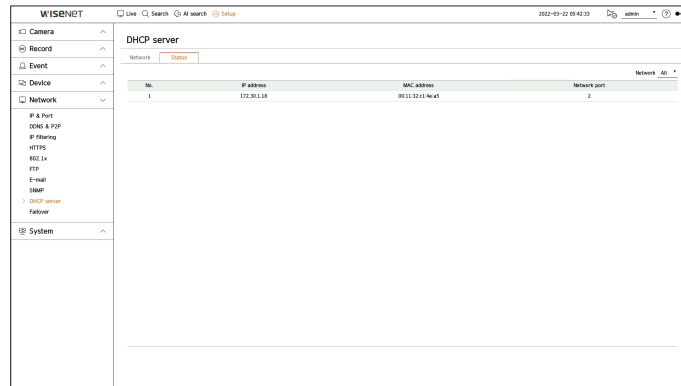 WISENET
Live Search AI search Setup 2022-03-22 05:42:33 admin ?
Camera
Record
Event
Device
Network
IP & Port
DDNS & P2P
IP filtering
HTTPS
802.1x
FTP
E-mail
SNMP
> DHCP server
Failover
System
DHCP server
Network Status
Network All
No. IP address MAC address Network port
1 172.30.1.18 00:11:32:c1:4e:a5 2